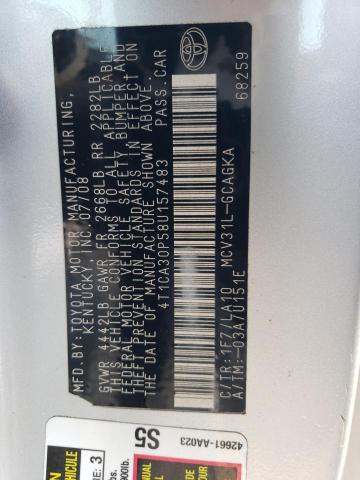 MFD.BY:TOYOTA MOTOR MANUFACTURING,
KENTUCKY, INC. 07/08
GVWR 4442LB GAWR FR 2618LB RR 2282LB
THIS VEHICLE CONFORMS TO ALL APPLICABLE
FEDERAL MOTOR VEHICLE SAFETY, BUMPER AND
THEFT PREVENTION STANDARDS IN EFFECT ON
THE DATE OF MANUFACTURE SHOWN ABOVE.
4T1CA30P58U157483 PASS.CAR
C/TR:1F7/LA10 MCV31L-GCAGKA
A/TM:-03A/U151E
68259
S5
42661-AA023